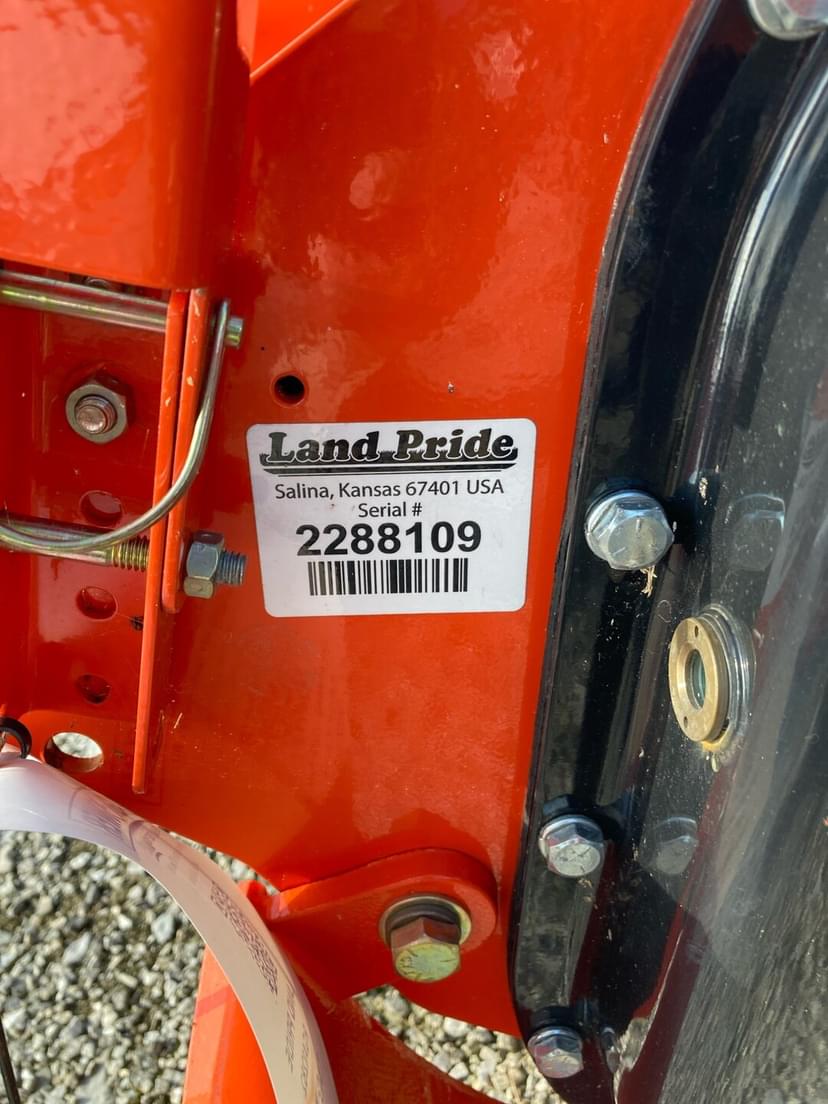 Land Pride
Salina, Kansas 67401 USA
Serial #
2288109